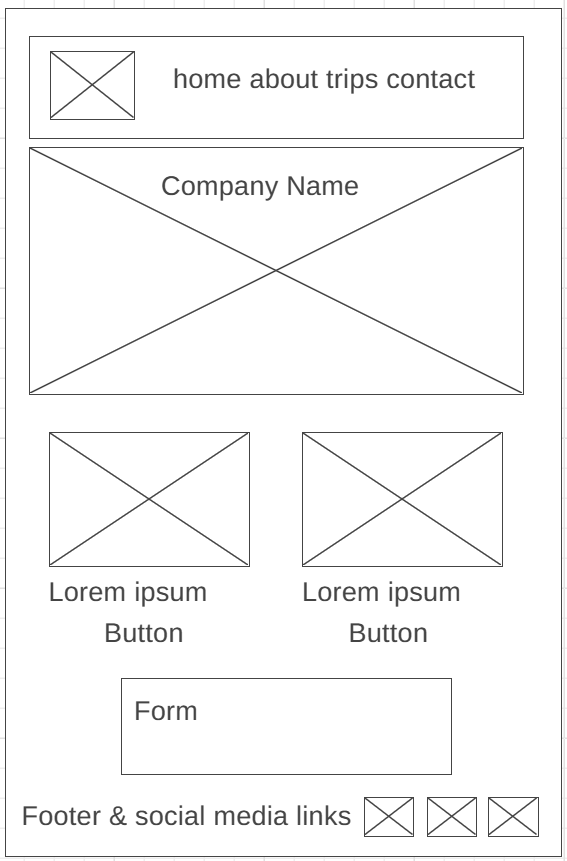 home about trips contact
Company Name
Lorem ipsum
Lorem ipsum
Button
Button
Form
Footer & social media links